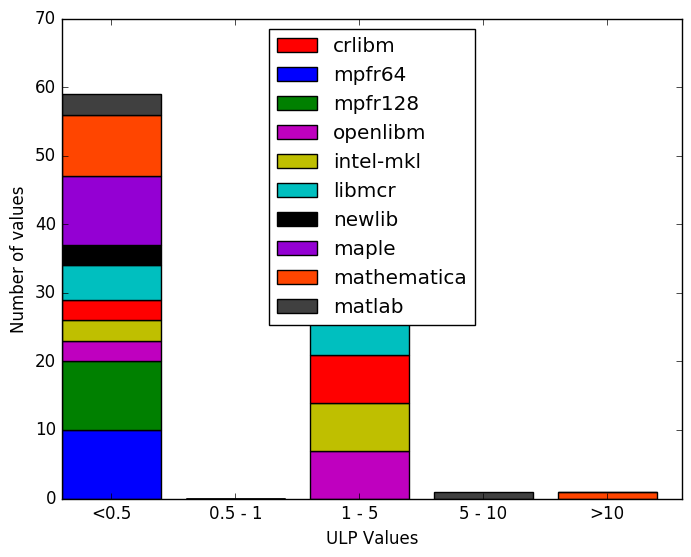 70
60
50
40
30
20
10
0
Number of values
crlibm
mpfr64
mpfr128
openlibm
intel-mkl
libmcr
newlib
maple
mathematica
matlab
<0.5
0.5 - 1
1 - 5
5 - 10
>10
ULP Values